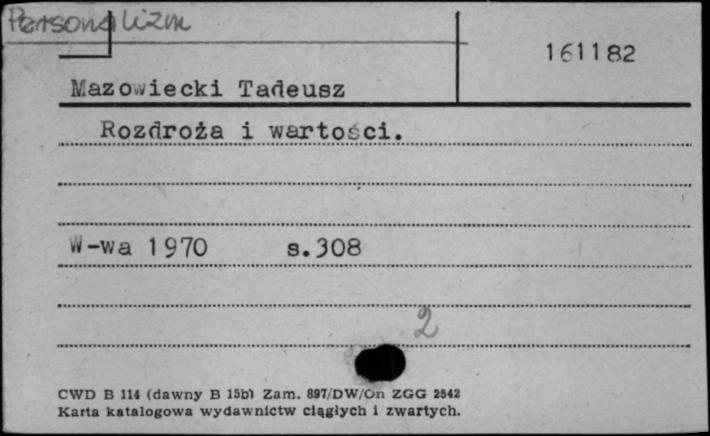 Personalizm
161182
Mazowiecki Tadeusz
Rozdroża i wartości.
W-wa 1970 s.308
2
CWD B 114 (dawny B 15b) Zam. 897/DW/On ZGG 2542
Karta katalogowa wydawnictw ciągłych i zwartych.